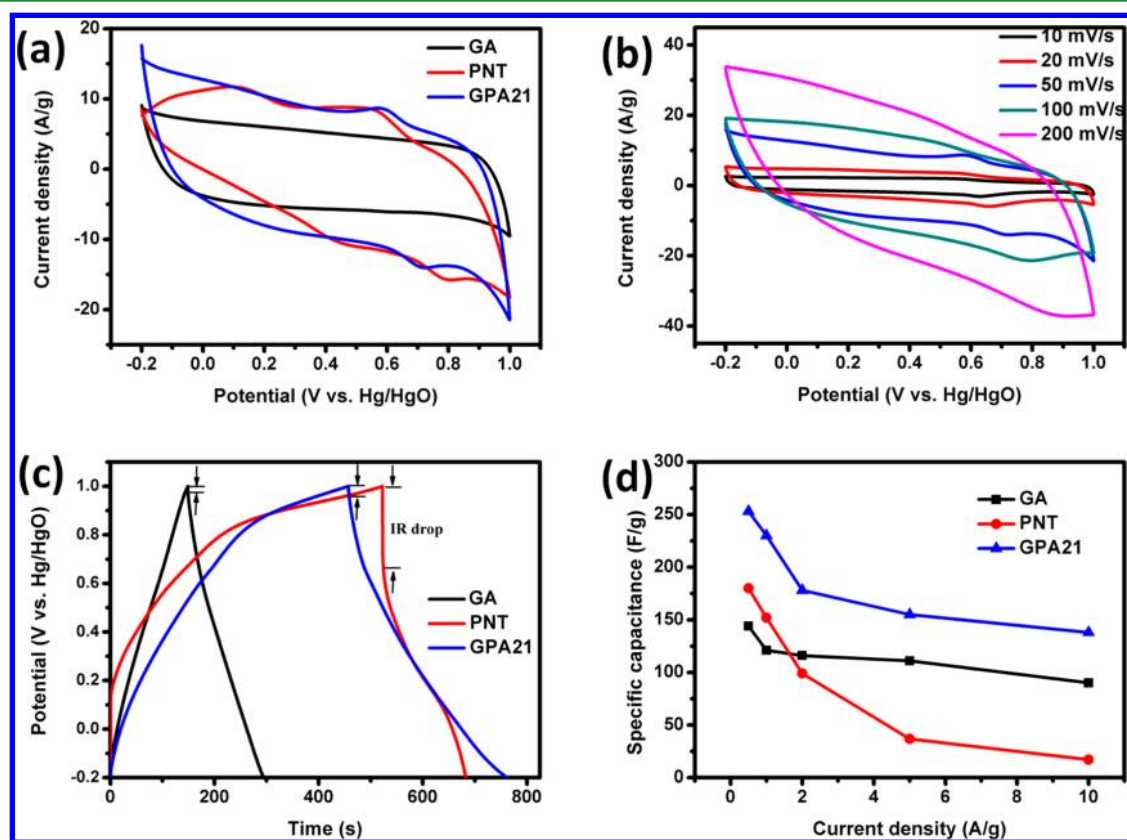 (a)
GA
PNT
GPA21
Current density (A/g)
20
10
0
-10
-20
-0.2 0.0 0.2 0.4 0.6 0.8 1.0
Potential (V vs. Hg/HgO)
(b)
10 mV/s
20 mV/s
50 mV/s
100 mV/s
200 mV/s
Current density (A/g)
40
20
0
-20
-40
-0.2 0.0 0.2 0.4 0.6 0.8 1.0
Potential (V vs. Hg/HgO)
(c)
IR drop
GA
PNT
GPA21
Potential (V vs. Hg/HgO)
1.0
0.8
0.6
0.4
0.2
0.0
-0.2
0 200 400 600 800
Time (s)
(d)
GA
PNT
GPA21
Specific capacitance (F/g)
300
250
200
150
100
50
0
0 2 4 6 8 10
Current density (A/g)